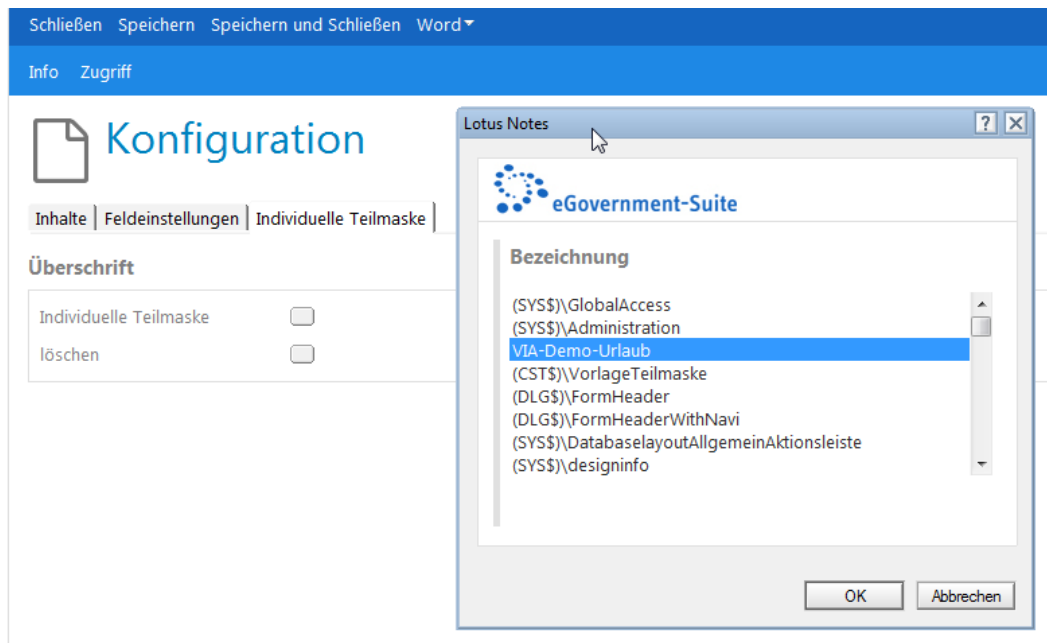 Schließen Speichern Speichern und Schließen Word
Info Zugriff
Konfiguration
Inhalte Feldeinstellungen Individuelle Teilmaske
Überschrift
Individuelle Teilmaske
löschen
Lotus Notes
eGovernment-Suite
Bezeichnung
(SYS$)\GlobalAccess
(SYS$)\Administration
VIA-Demo-Urlaub
(CST$)\VorlageTeilmaske
(DLG$)\FormHeader
(DLG$)\FormHeaderWithNavi
(SYS$)\DatabaselayoutAllgemeinAktionsleiste
(SYS$)\designinfo
OK Abbrechen